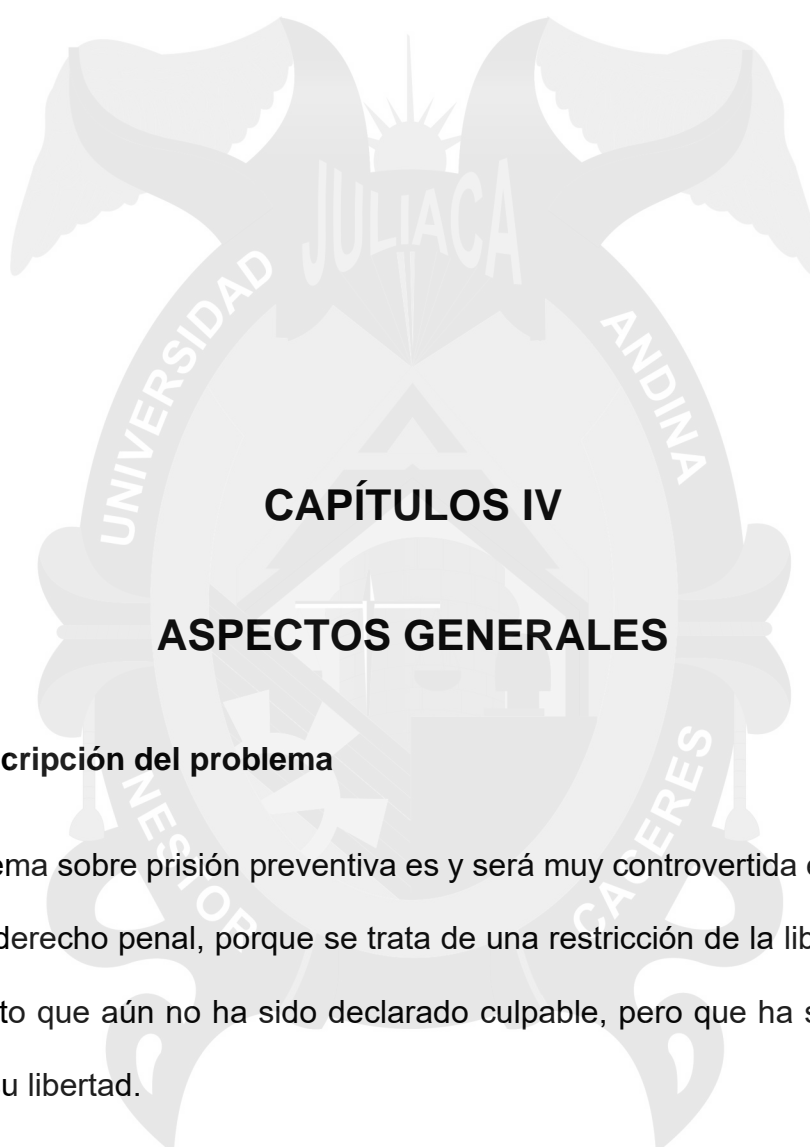 JULIACA
UNIVERSIDAD
ANDINA
CAPÍTULOS IV
ASPECTOS GENERALES
cripción del problema
NESTOR
CACERES
ema sobre prisión preventiva es y será muy controvertida
derecho penal, porque se trata de una restricción de la lib
to que aún no ha sido declarado culpable, pero que ha s
u libertad.